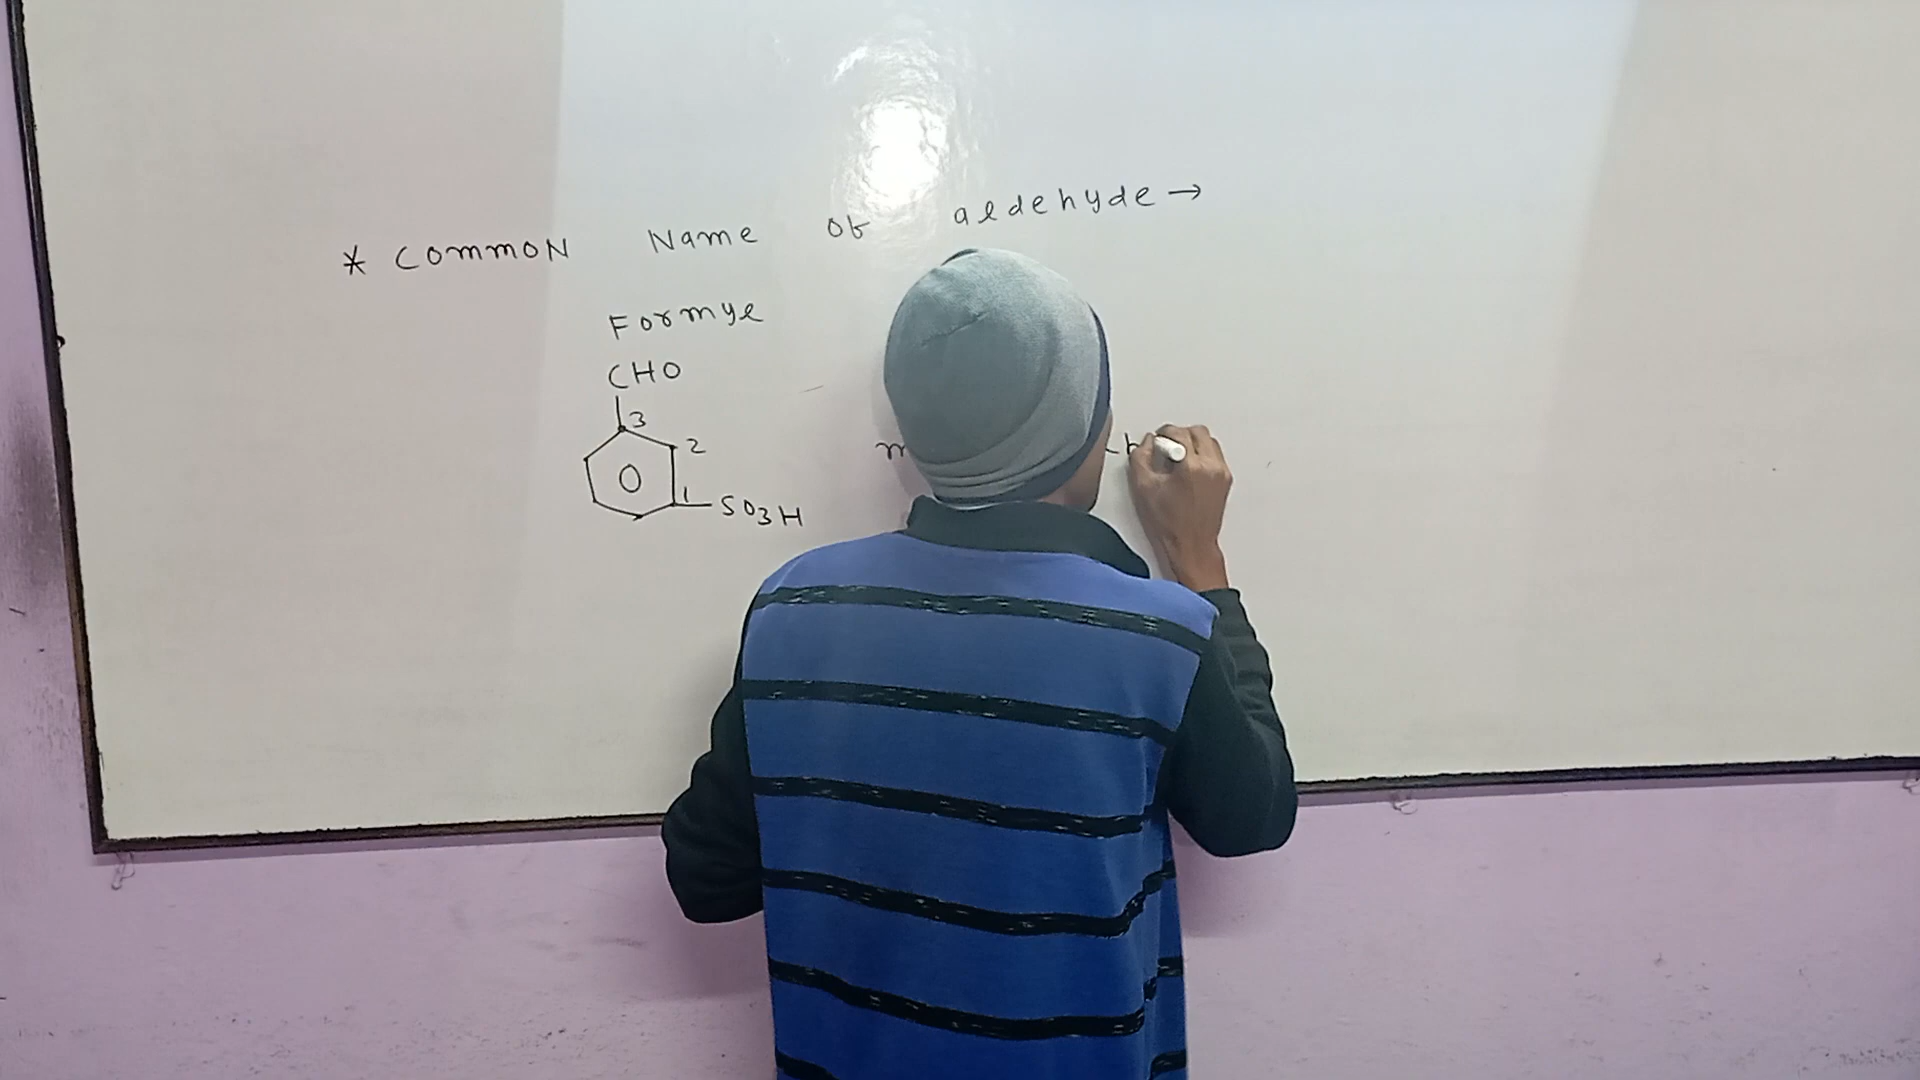 * Common Name of aldehyde →
Formyl
CHO
3
2
1
SO3H
m